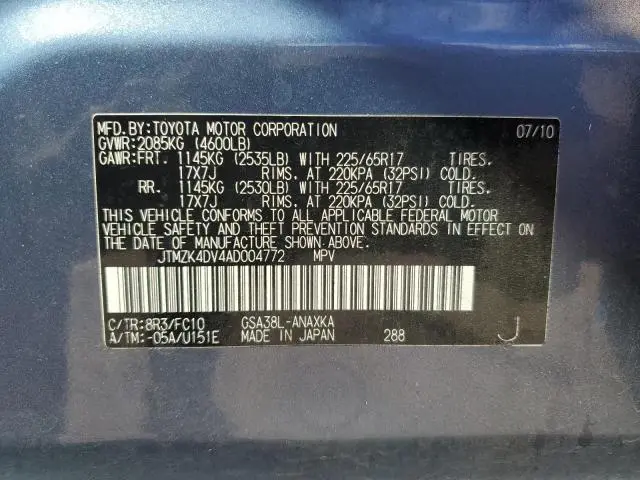 MFD.BY:TOYOTA MOTOR CORPORATION 07/10
GVWR:2085KG (4600LB)
GAWR:FRT. 1145KG (2535LB) WITH 225/65R17 TIRES.
17X7J RIMS. AT 220KPA (32PSI) COLD.
RR. 1145KG (2530LB) WITH 225/65R17 TIRES.
17X7J RIMS. AT 220KPA (32PSI) COLD.
THIS VEHICLE CONFORMS TO ALL APPLICABLE FEDERAL MOTOR
VEHICLE SAFETY AND THEFT PREVENTION STANDARDS IN EFFECT
ON THE DATE OF MANUFACTURE SHOWN ABOVE.
JTMZK4DV4AD004772 MPV
C/TR:8R3/FC10 GSA38L-ANAXKA
A/TM:-05A/U151E MADE IN JAPAN 288 J